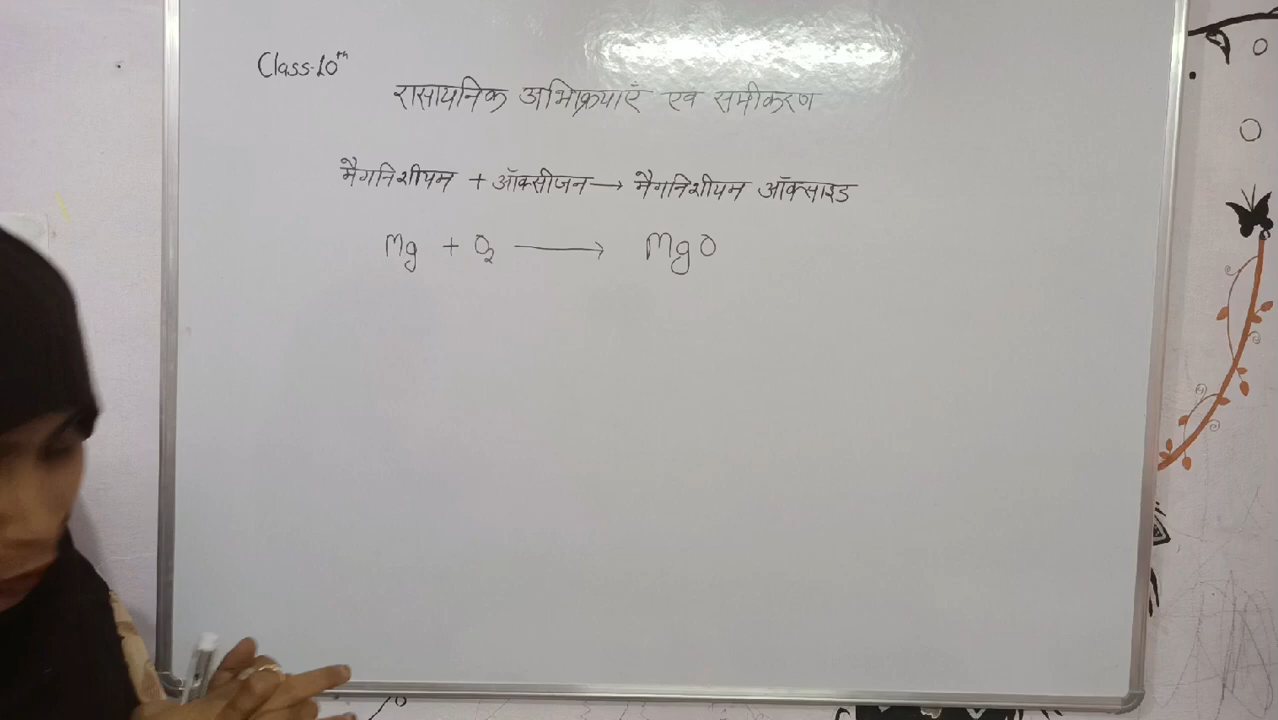 Class-10th
रासायनिक अभिक्रियाएँ एव समीकरण
मैगनिशीयम + ऑक्सीजन → मैगनिशीयम ऑक्साइड
Mg + O₂ → MgO